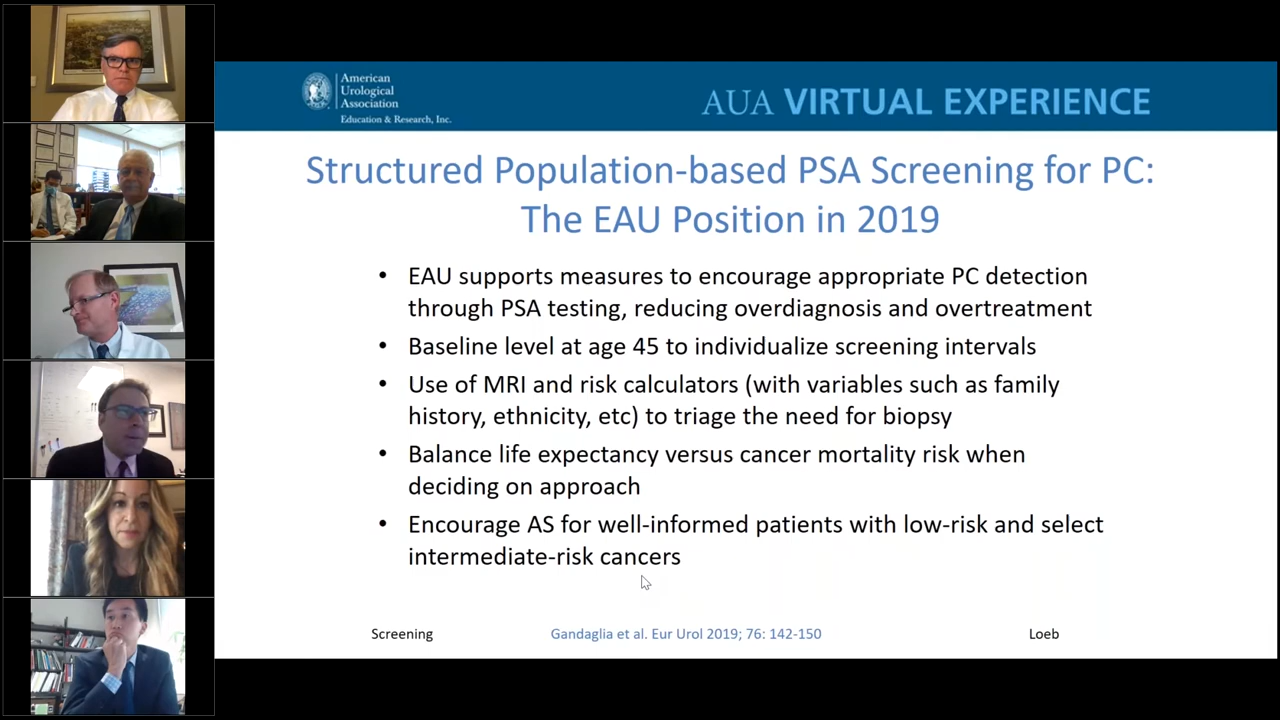 American
Urological
Association
Education & Research, Inc.
AUA VIRTUAL EXPERIENCE
Structured Population-based PSA Screening for PC:
The EAU Position in 2019
• EAU supports measures to encourage appropriate PC detection
through PSA testing, reducing overdiagnosis and overtreatment
• Baseline level at age 45 to individualize screening intervals
• Use of MRI and risk calculators (with variables such as family
history, ethnicity, etc) to triage the need for biopsy
• Balance life expectancy versus cancer mortality risk when
deciding on approach
• Encourage AS for well-informed patients with low-risk and select
intermediate-risk cancers
Screening
Gandaglia et al. Eur Urol 2019; 76: 142-150
Loeb